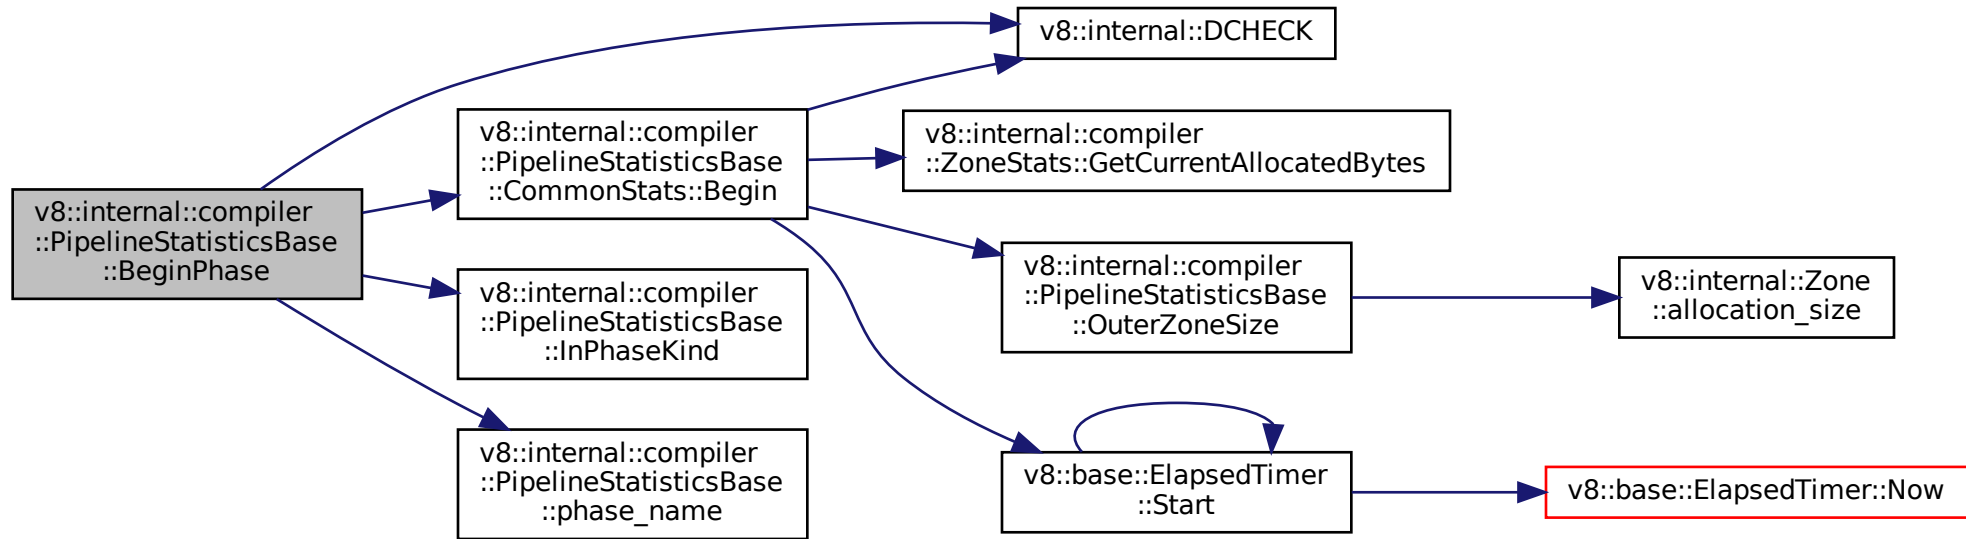 v8::internal::compiler
::PipelineStatisticsBase
::BeginPhase
v8::internal::DCHECK
v8::internal::compiler
::PipelineStatisticsBase
::CommonStats::Begin
v8::internal::compiler
::PipelineStatisticsBase
::InPhaseKind
v8::internal::compiler
::PipelineStatisticsBase
::phase_name
v8::internal::compiler
::ZoneStats::GetCurrentAllocatedBytes
v8::internal::compiler
::PipelineStatisticsBase
::OuterZoneSize
v8::base::ElapsedTimer
::Start
v8::internal::Zone
::allocation_size
v8::base::ElapsedTimer::Now